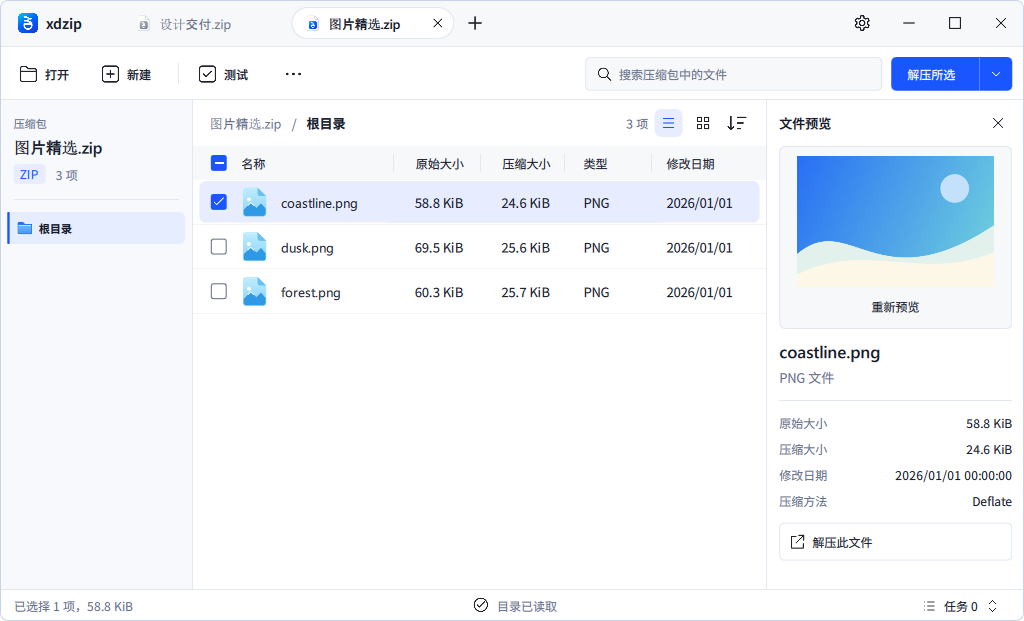 xdzip
设计交付.zip
图片精选.zip
打开
新建
测试
搜索压缩包中的文件
解压所选
压缩包
图片精选.zip
ZIP 3 项
根目录
图片精选.zip / 根目录
3 项
名称 原始大小 压缩大小 类型 修改日期
coastline.png 58.8 KiB 24.6 KiB PNG 2026/01/01
dusk.png 69.5 KiB 25.6 KiB PNG 2026/01/01
forest.png 60.3 KiB 25.7 KiB PNG 2026/01/01
文件预览
重新预览
coastline.png
PNG 文件
原始大小 58.8 KiB
压缩大小 24.6 KiB
修改日期 2026/01/01 00:00:00
压缩方法 Deflate
解压此文件
已选择 1 项，58.8 KiB
目录已读取
任务 0